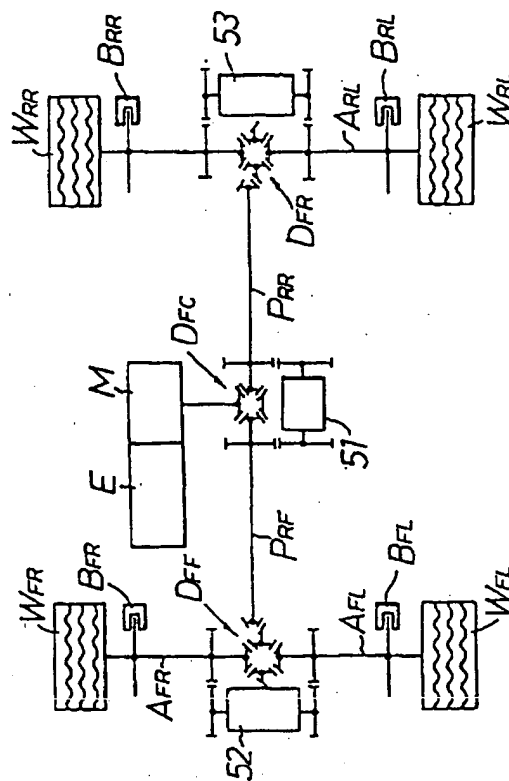 WRR
BRR
53
BRL
WRL
ARL
DFR
PRR
DFC
M
E
51
PRF
DFF
WFR
BFR
AFR
52
AFL
BFL
WFL